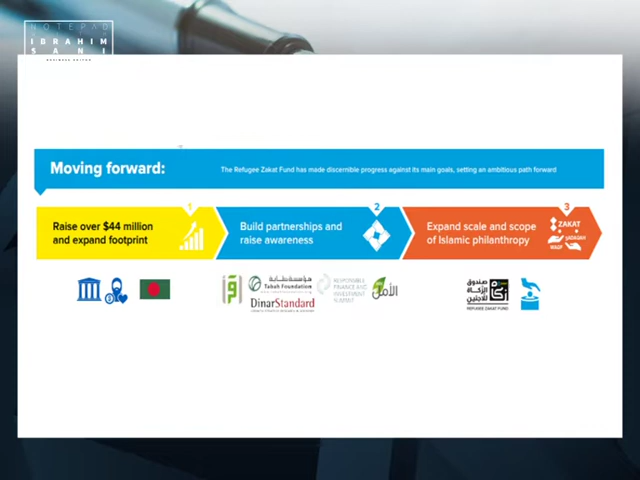 NOTEPAD
IBRAHIM
SANI
Moving forward:
The Refugee Zakat Fund has made discernible progress against its main goals, setting an ambitious path forward
1
Raise over $44 million
and expand footprint
2
Build partnerships and
raise awareness
3
Expand scale and scope
of Islamic philanthropy
ZAKAT
SADAQAH
مؤسسة طابة
Tabah Foundation
DinarStandard
RESPONSIBLE
FINANCE AND
INVESTMENT
SUMMIT
الأمل
صندوق
الزكاة
للاجئين
REFUGEE ZAKAT FUND